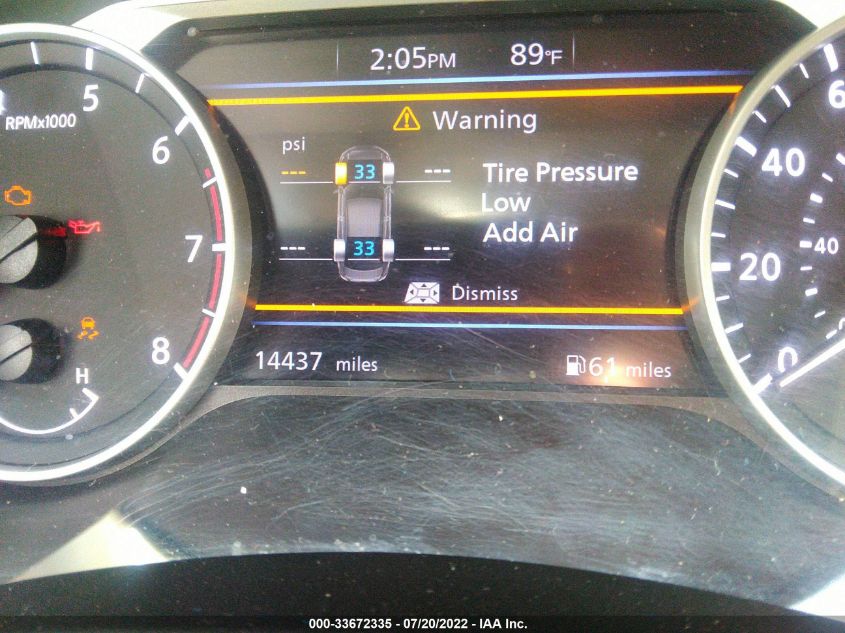 2:05PM 89°F
4 5 6 7 8
RPMx1000
Warning
psi
--- 33 ---
--- 33 ---
Tire Pressure
Low
Add Air
Dismiss
14437 miles
61 miles
H
40
20
0
40
000-33672335 - 07/20/2022 - IAA Inc.